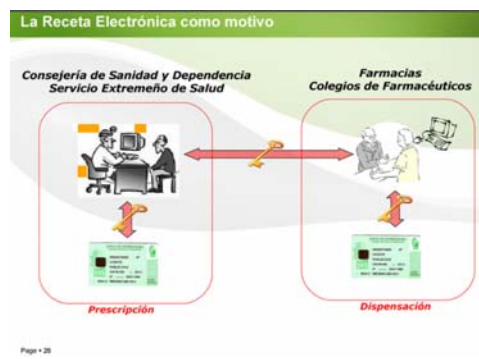 La Receta Electrónica como motivo
Consejería de Sanidad y Dependencia
Servicio Extremeño de Salud
Farmacias
Colegios de Farmacéuticos
Prescripción
Dispensación
Page • 26